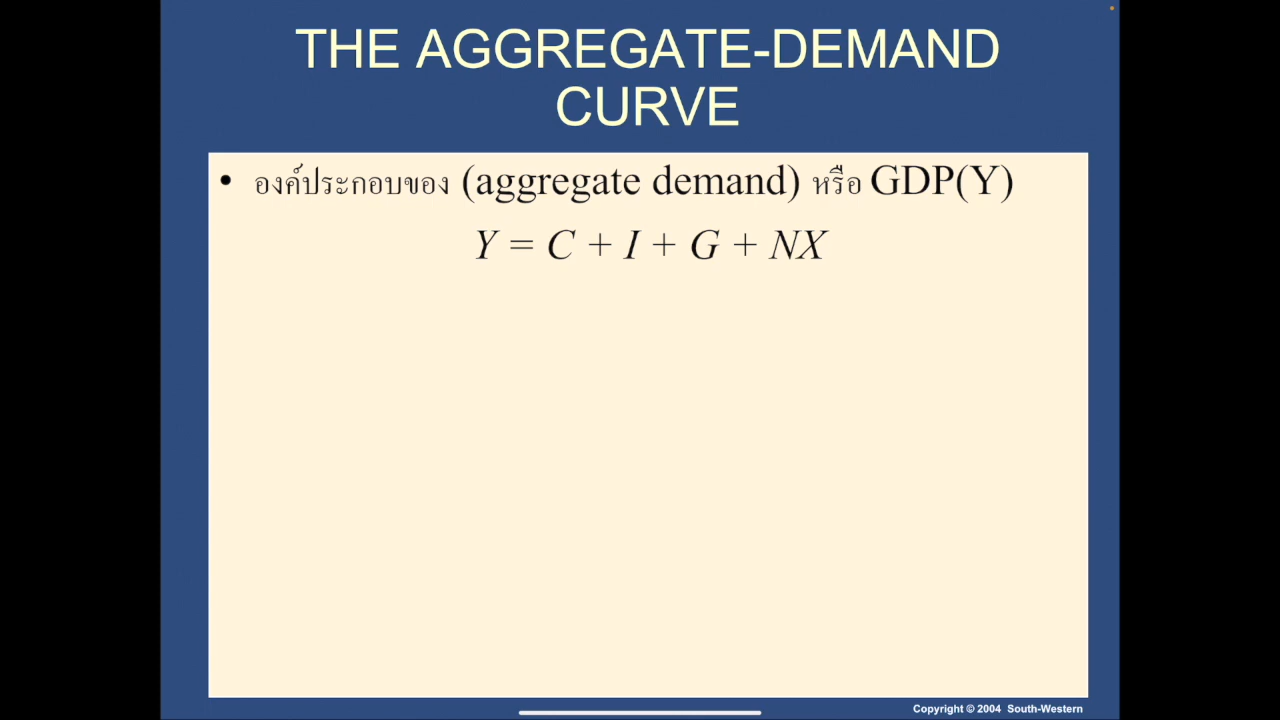 THE AGGREGATE-DEMAND
CURVE
• องค์ประกอบของ (aggregate demand) หรือ GDP(Y)
Y = C + I + G + NX
Copyright © 2004 South-Western